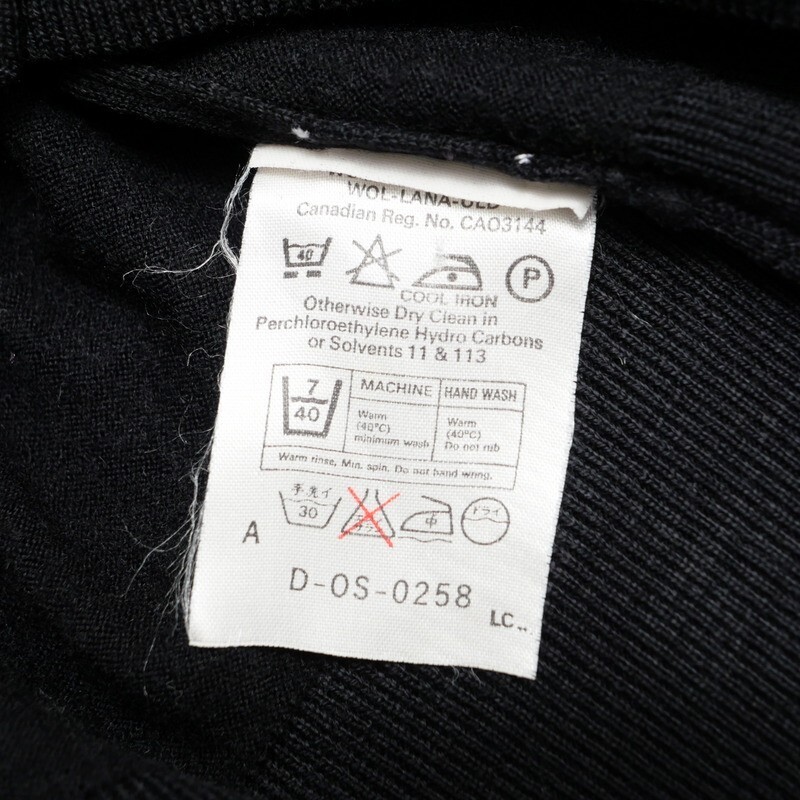 WOL-LANA-ULD
Canadian Reg. No. CA03144
40
A
P
COOL IRON
Otherwise Dry Clean in
Perchloroethylene Hydro Carbons
or Solvents 11 & 113
7
40
MACHINE
HAND WASH
Warm
(40°C)
minimum wash
Warm
(40°C)
Do not rub
Warm rinse. Min. spin. Do not hand wring.
手洗イ
30
中
ドライ
A
D-OS-0258
LC..